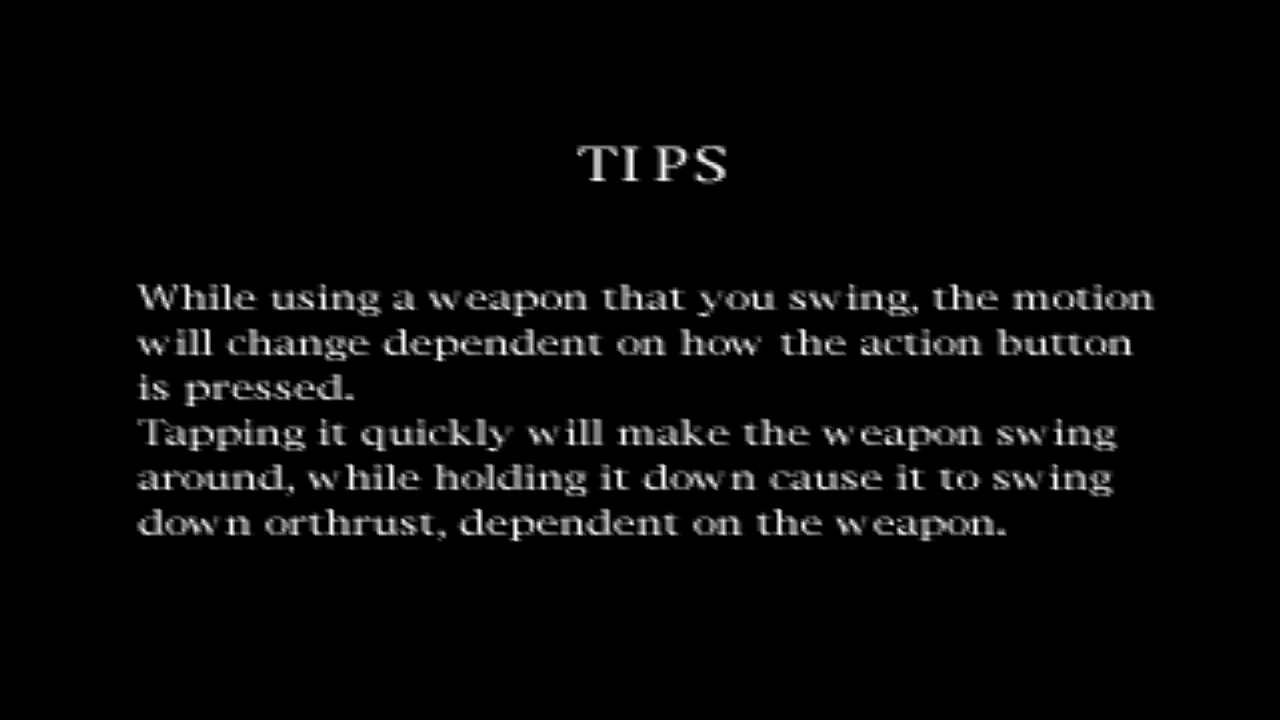 TIPS
While using a weapon that you swing, the motion
will change dependent on how the action button
is pressed.
Tapping it quickly will make the weapon swing
around, while holding it down cause it to swing
down orthrust, dependent on the weapon.